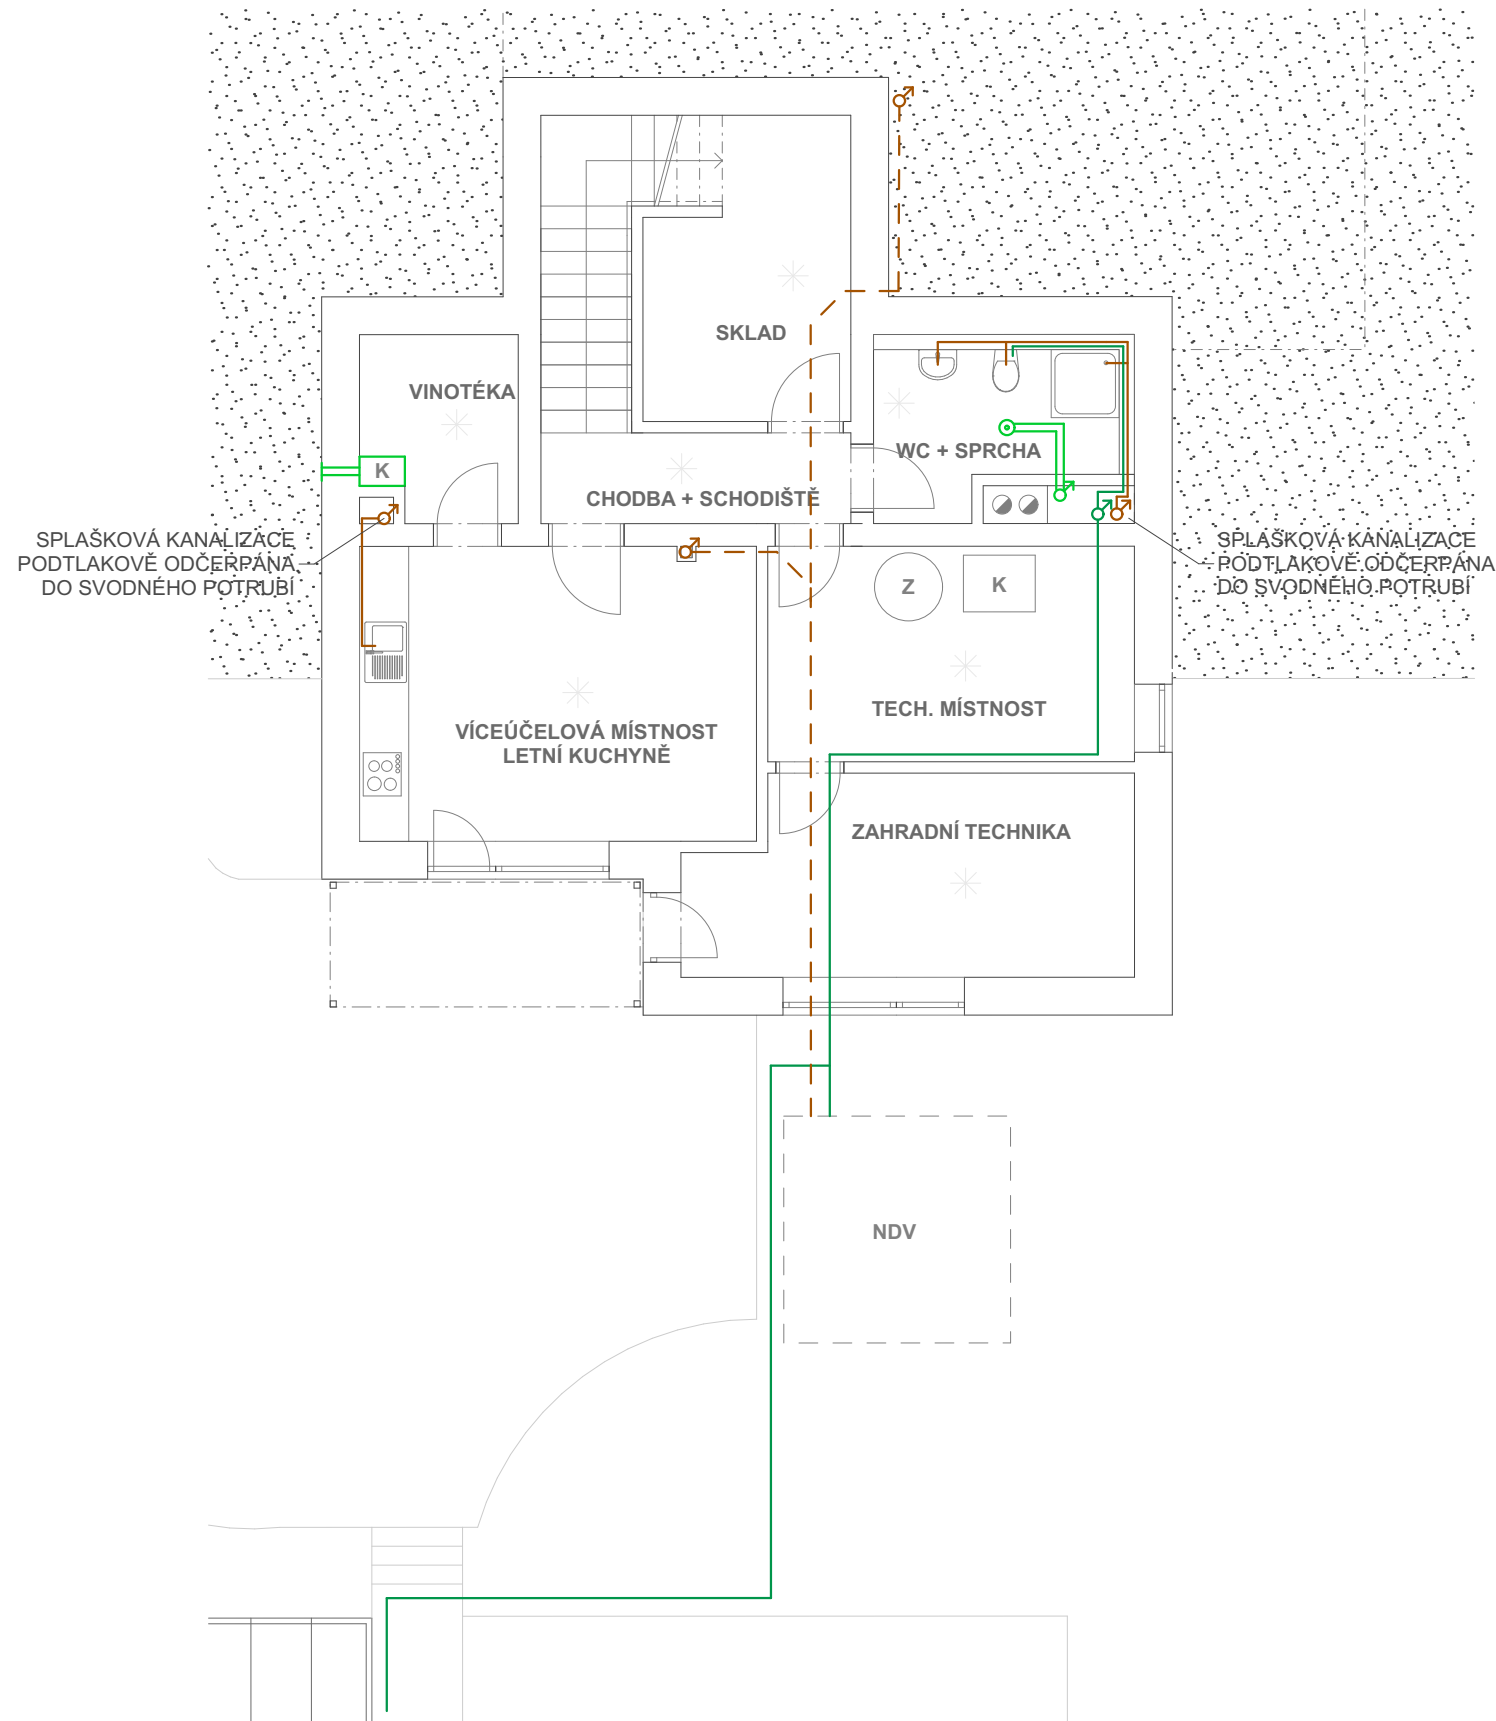 SKLAD
VINOTÉKA
WC + SPRCHA
K
CHODBA + SCHODIŠTĚ
SPLAŠKOVÁ KANALIZACE
PODTLAKOVĚ ODČERPÁNA
DO SVODNÉHO POTRUBÍ
SPLAŠKOVÁ KANALIZACE
PODTLAKOVĚ ODČERPÁNA
DO SVODNÉHO POTRUBÍ
Z
K
TECH. MÍSTNOST
VÍCEÚČELOVÁ MÍSTNOST
LETNÍ KUCHYNĚ
ZAHRADNÍ TECHNIKA
NDV